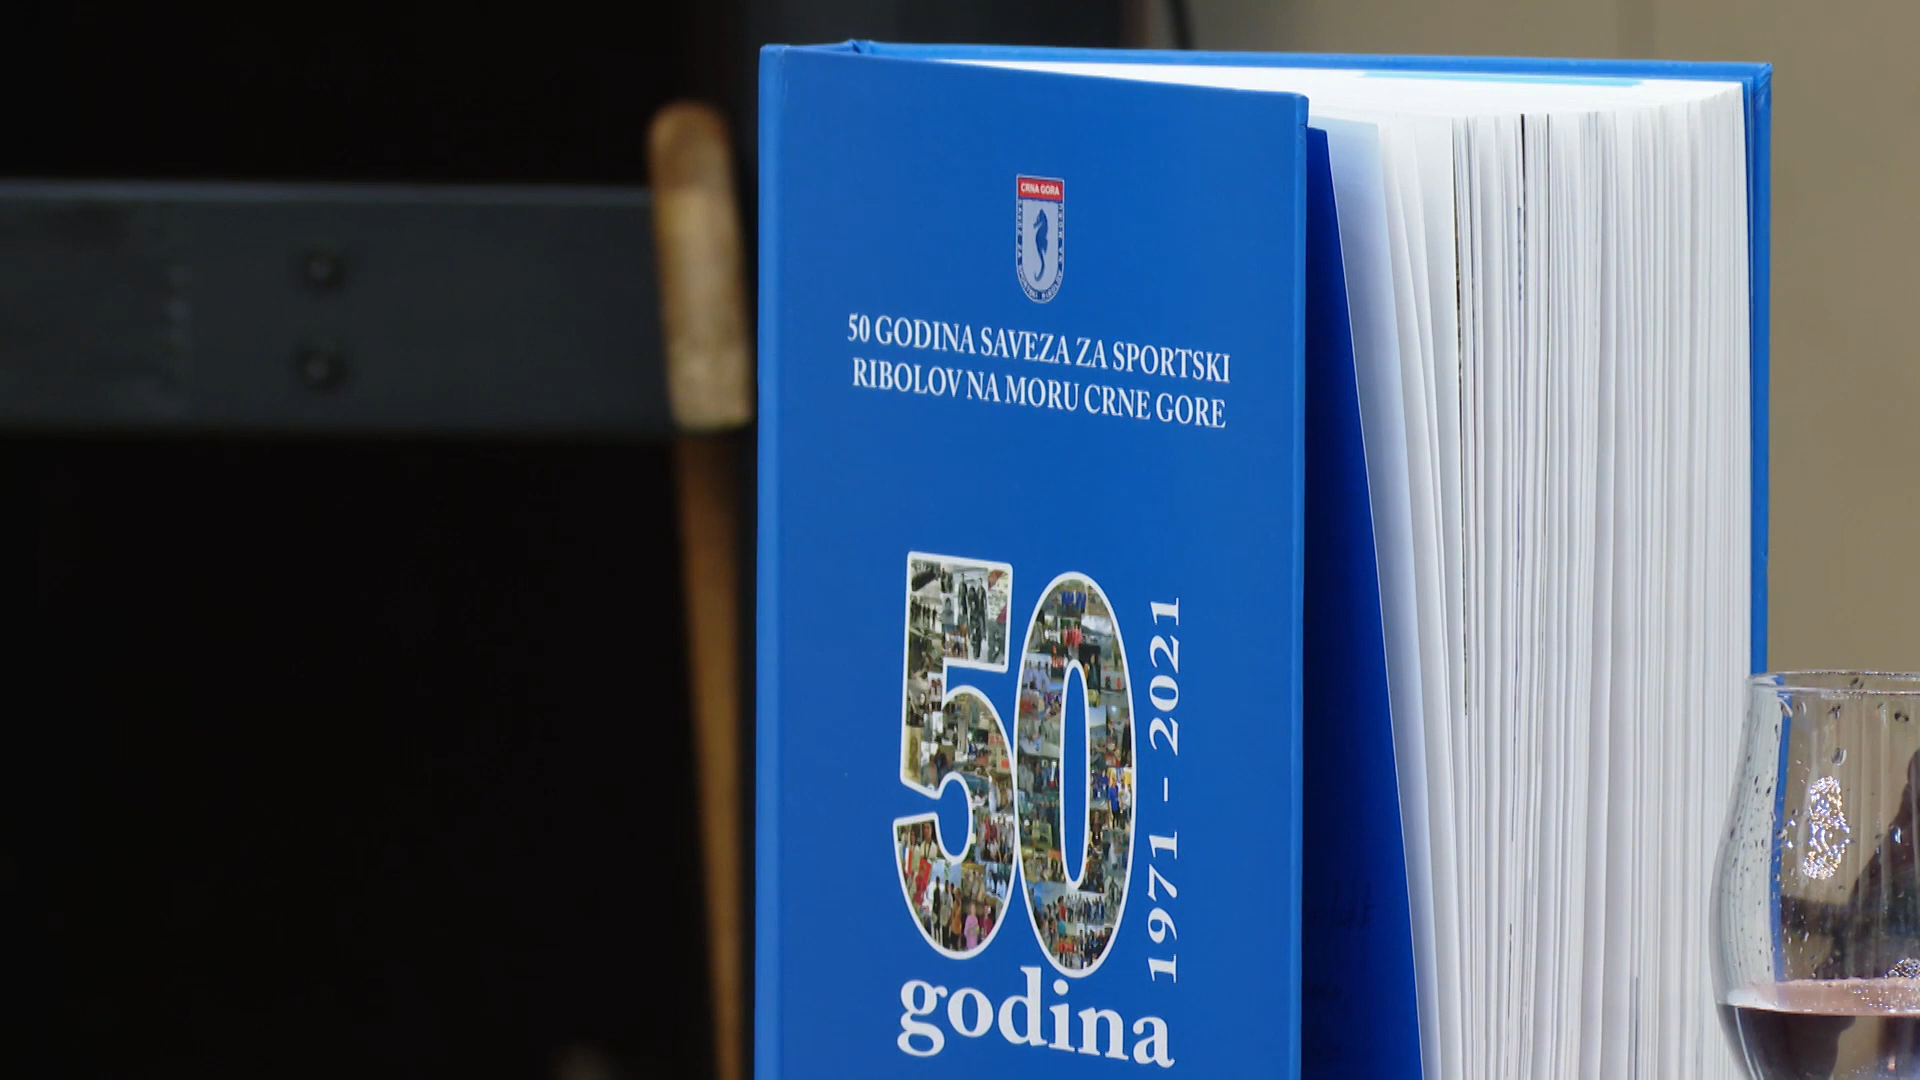 CRNA GORA
50 GODINA SAVEZA ZA SPORTSKI
RIBOLOV NA MORU CRNE GORE
50
1971 - 2021
godina